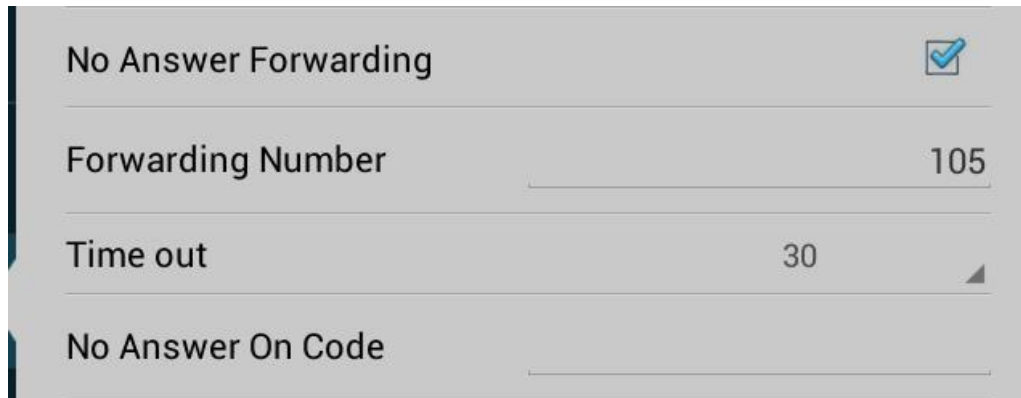 No Answer Forwarding
Forwarding Number 105
Time out 30
No Answer On Code